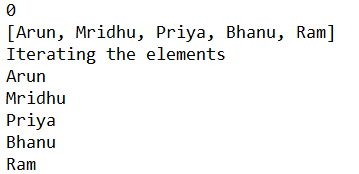 0
[Arun, Mridhu, Priya, Bhanu, Ram]
Iterating the elements
Arun
Mridhu
Priya
Bhanu
Ram